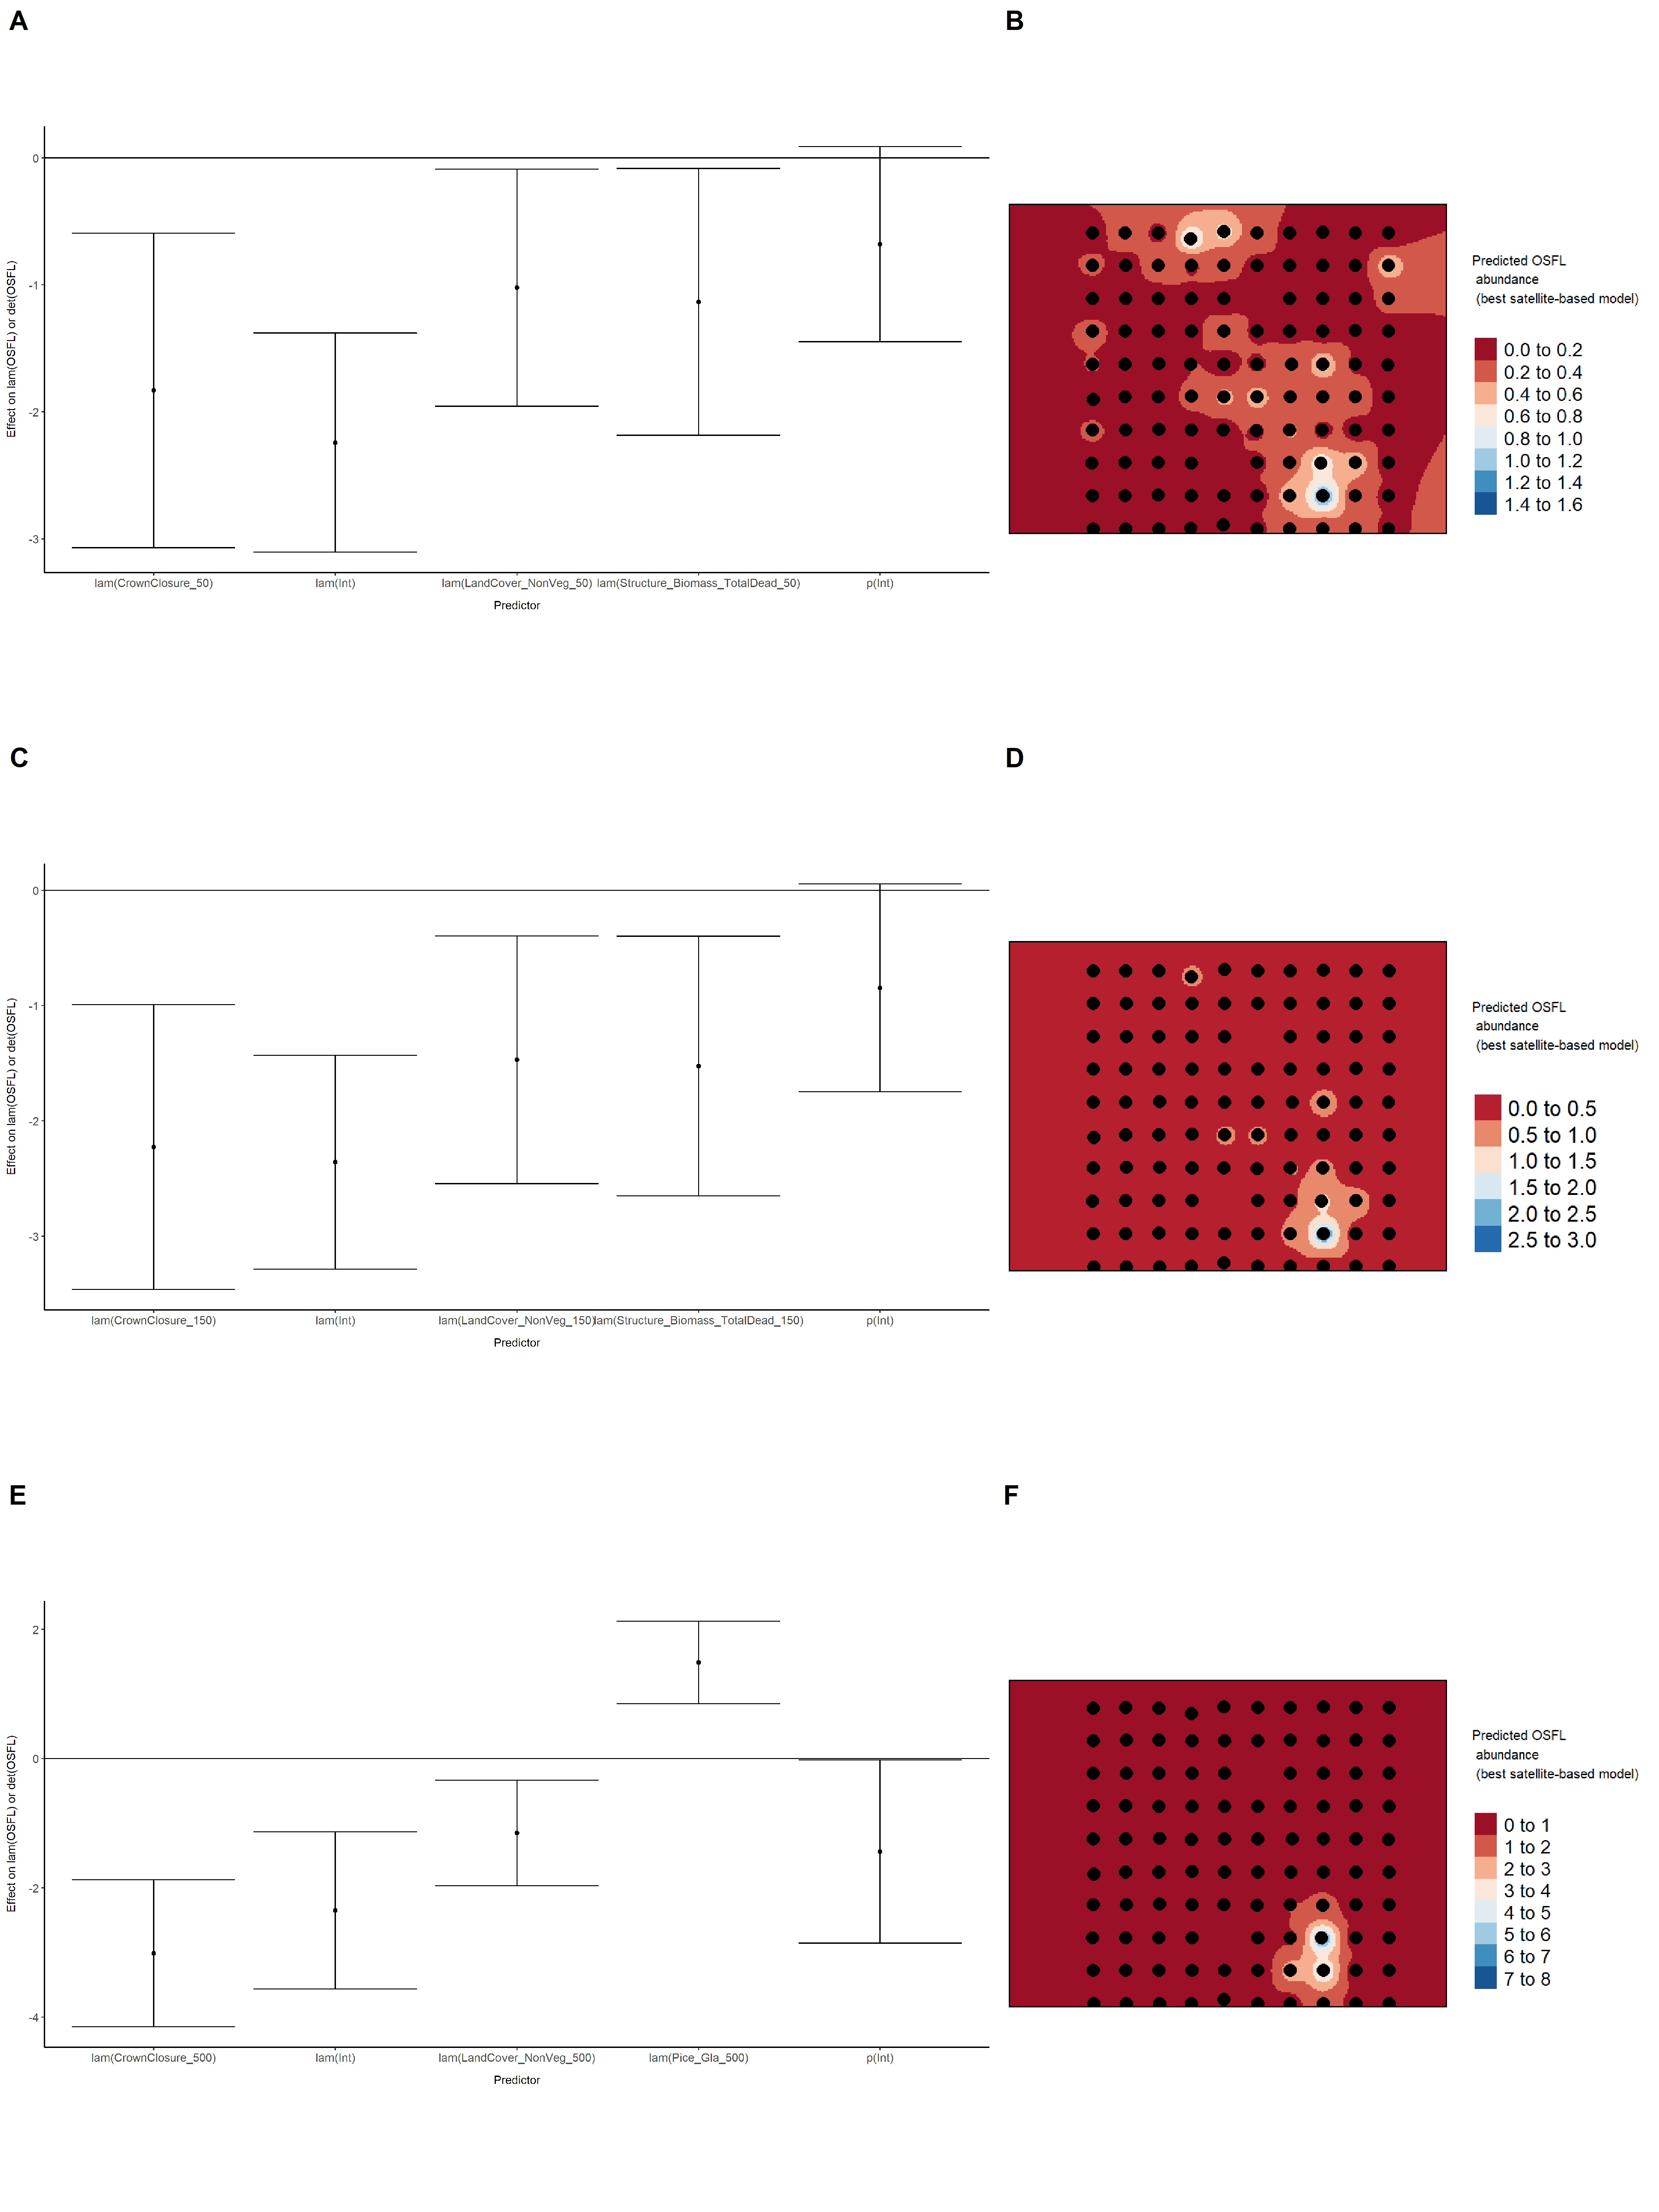 A
B
Effect on lam(OSFL) or det(OSFL)
0
-1
-2
-3
lam(CrownClosure_50)
lam(Int)
lam(LandCover_NonVeg_50)
lam(Structure_Biomass_TotalDead_50)
p(Int)
Predictor
Predicted OSFL
abundance
(best satellite-based model)
0.0 to 0.2
0.2 to 0.4
0.4 to 0.6
0.6 to 0.8
0.8 to 1.0
1.0 to 1.2
1.2 to 1.4
1.4 to 1.6
C
D
Effect on lam(OSFL) or det(OSFL)
0
-1
-2
-3
lam(CrownClosure_150)
lam(Int)
lam(LandCover_NonVeg_150)
lam(Structure_Biomass_TotalDead_150)
p(Int)
Predictor
Predicted OSFL
abundance
(best satellite-based model)
0.0 to 0.5
0.5 to 1.0
1.0 to 1.5
1.5 to 2.0
2.0 to 2.5
2.5 to 3.0
E
F
Effect on lam(OSFL) or det(OSFL)
2
0
-2
-4
lam(CrownClosure_500)
lam(Int)
lam(LandCover_NonVeg_500)
lam(Pice_Gla_500)
p(Int)
Predictor
Predicted OSFL
abundance
(best satellite-based model)
0 to 1
1 to 2
2 to 3
3 to 4
4 to 5
5 to 6
6 to 7
7 to 8